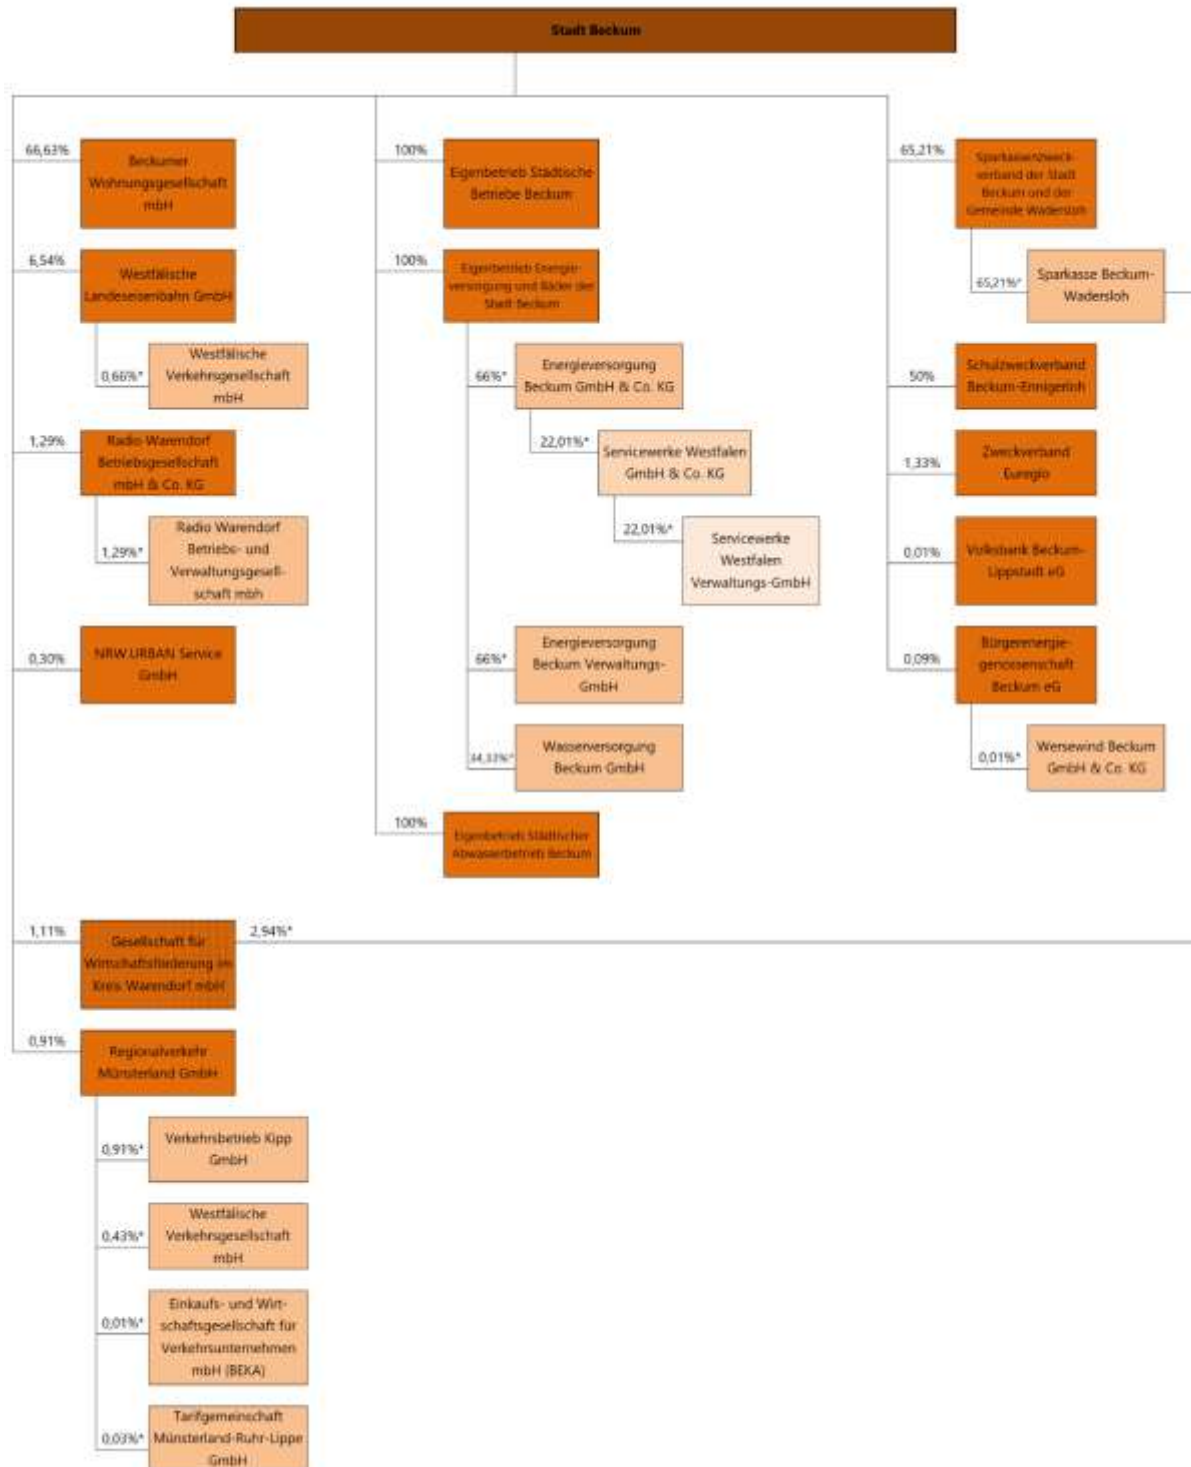 Stadt Beckum
66,63%
Beckumer
Wohnungsgesellschaft
mbH
6,54%
Westfälische
Landeseisenbahn GmbH
0,66%*
Westfälische
Verkehrsgesellschaft
mbH
1,29%
Radio Warendorf
Betriebsgesellschaft
mbH & Co. KG
1,29%*
Radio Warendorf
Betriebs- und
Verwaltungsgesell-
schaft mbh
0,30%
NRW.URBAN Service
GmbH
1,11%
Gesellschaft für
Wirtschaftsförderung im
Kreis Warendorf mbH
2,94%*
0,91%
Regionalverkehr
Münsterland GmbH
0,91%*
Verkehrsbetrieb Kipp
GmbH
0,43%*
Westfälische
Verkehrsgesellschaft
mbH
0,01%*
Einkaufs- und Wirt-
schaftsgesellschaft für
Verkehrsunternehmen
mbH (BEKA)
0,03%*
Tarifgemeinschaft
Münsterland-Ruhr-Lippe
GmbH
100%
Eigenbetrieb Städtische
Betriebe Beckum
100%
Eigenbetrieb Energie-
versorgung und Bäder der
Stadt Beckum
66%*
Energieversorgung
Beckum GmbH & Co. KG
22,01%*
Servicewerke Westfalen
GmbH & Co. KG
22,01%*
Servicewerke
Westfalen
Verwaltungs-GmbH
66%*
Energieversorgung
Beckum Verwaltungs-
GmbH
34,33%*
Wasserversorgung
Beckum GmbH
100%
Eigenbetrieb Städtischer
Abwasserbetrieb Beckum
65,21%
Sparkassenzweck-
verband der Stadt
Beckum und der
Gemeinde Wadersloh
65,21%*
Sparkasse Beckum-
Wadersloh
50%
Schulzweckverband
Beckum-Ennigerloh
1,33%
Zweckverband
Euregio
0,01%
Volksbank Beckum-
Lippstadt eG
0,09%
Bürgerenergie-
genossenschaft
Beckum eG
0,01%*
Wersewind Beckum
GmbH & Co. KG